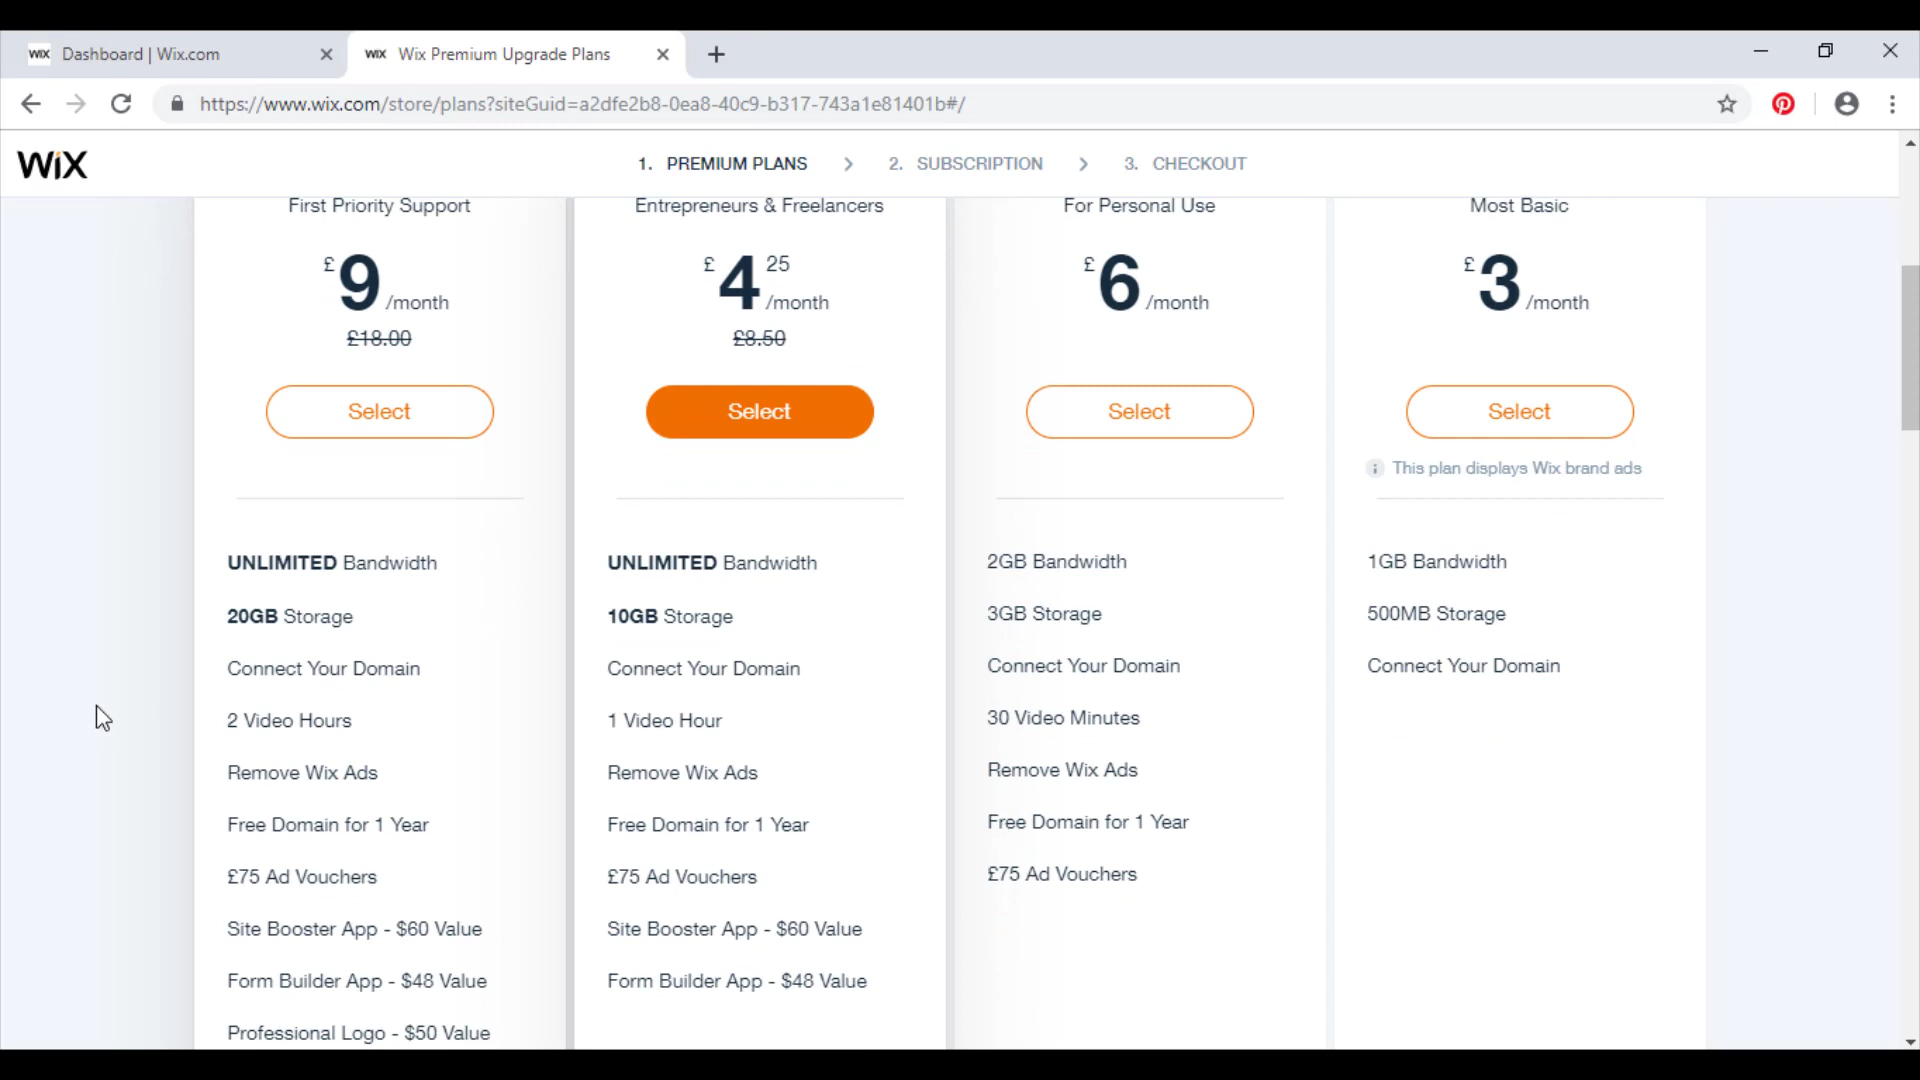 WIX Dashboard | Wix.com
WIX Wix Premium Upgrade Plans
https://www.wix.com/store/plans?siteGuid=a2dfe2b8-0ea8-40c9-b317-743a1e81401b#/
WiX
1. PREMIUM PLANS > 2. SUBSCRIPTION > 3. CHECKOUT
First Priority Support
£9/month
£18.00
Select
UNLIMITED Bandwidth
20GB Storage
Connect Your Domain
2 Video Hours
Remove Wix Ads
Free Domain for 1 Year
£75 Ad Vouchers
Site Booster App - $60 Value
Form Builder App - $48 Value
Professional Logo - $50 Value
Entrepreneurs & Freelancers
£4 25 /month
£8.50
Select
UNLIMITED Bandwidth
10GB Storage
Connect Your Domain
1 Video Hour
Remove Wix Ads
Free Domain for 1 Year
£75 Ad Vouchers
Site Booster App - $60 Value
Form Builder App - $48 Value
For Personal Use
£6/month
Select
2GB Bandwidth
3GB Storage
Connect Your Domain
30 Video Minutes
Remove Wix Ads
Free Domain for 1 Year
£75 Ad Vouchers
Most Basic
£3/month
Select
i This plan displays Wix brand ads
1GB Bandwidth
500MB Storage
Connect Your Domain